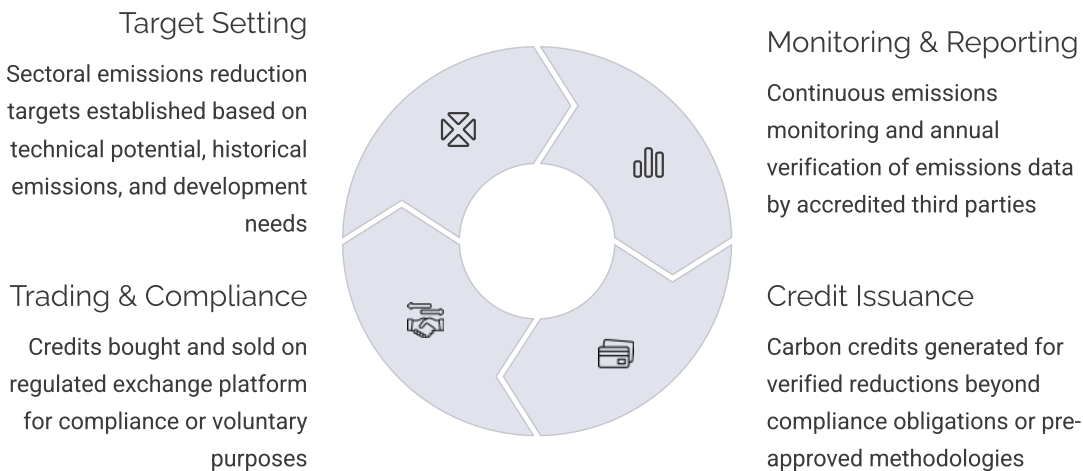 Target Setting
Sectoral emissions reduction
targets established based on
technical potential, historical
emissions, and development
needs
Monitoring & Reporting
Continuous emissions
monitoring and annual
verification of emissions data
by accredited third parties
Trading & Compliance
Credits bought and sold on
regulated exchange platform
for compliance or voluntary
purposes
Credit Issuance
Carbon credits generated for
verified reductions beyond
compliance obligations or pre-
approved methodologies